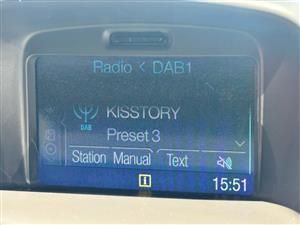 Radio < DAB1
KISSTORY
DAB
Preset 3
Station Manual Text
i 15:51